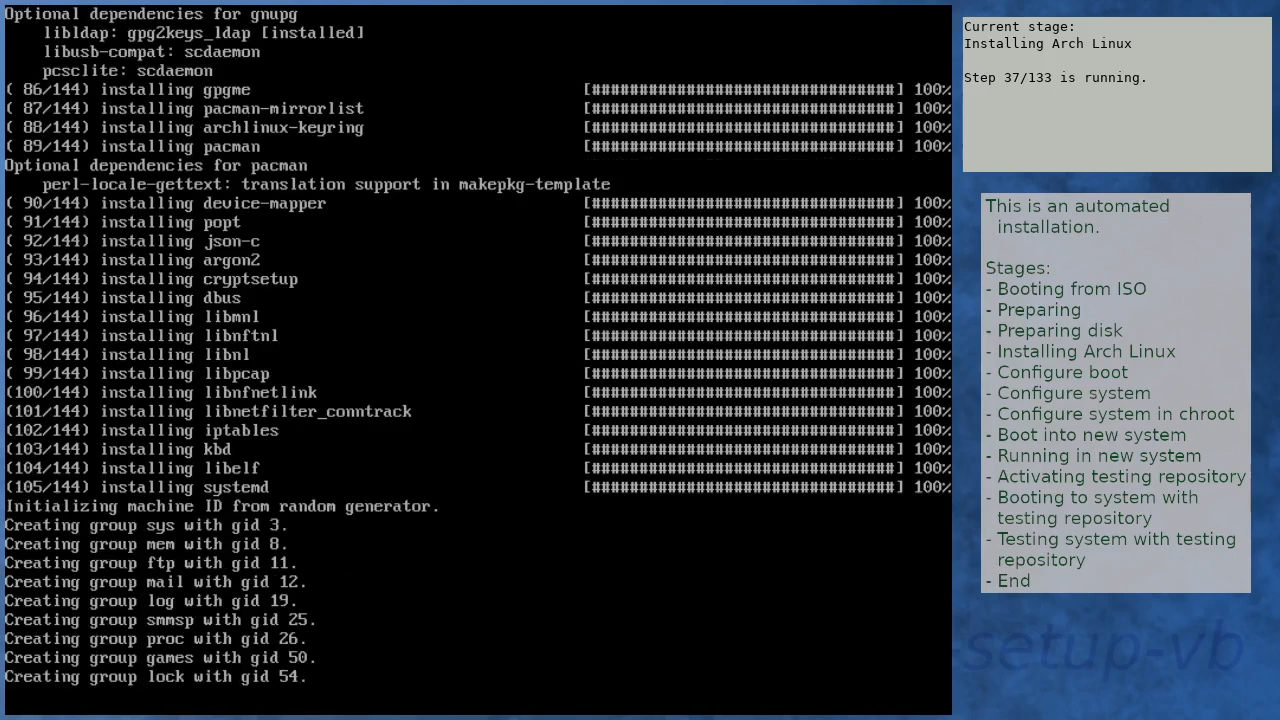 Optional dependencies for gnupg
    libldap: gpg2keys_ldap [installed]
    libusb-compat: scdaemon
    pcsclite: scdaemon
( 86/144) installing gpgme [################################] 100%
( 87/144) installing pacman-mirrorlist [################################] 100%
( 88/144) installing archlinux-keyring [################################] 100%
( 89/144) installing pacman [################################] 100%
Optional dependencies for pacman
    perl-locale-gettext: translation support in makepkg-template
( 90/144) installing device-mapper [################################] 100%
( 91/144) installing popt [################################] 100%
( 92/144) installing json-c [################################] 100%
( 93/144) installing argon2 [################################] 100%
( 94/144) installing cryptsetup [################################] 100%
( 95/144) installing dbus [################################] 100%
( 96/144) installing libmnl [################################] 100%
( 97/144) installing libnftnl [################################] 100%
( 98/144) installing libnl [################################] 100%
( 99/144) installing libpcap [################################] 100%
(100/144) installing libnfnetlink [################################] 100%
(101/144) installing libnetfilter_conntrack [################################] 100%
(102/144) installing iptables [################################] 100%
(103/144) installing kbd [################################] 100%
(104/144) installing libelf [################################] 100%
(105/144) installing systemd [################################] 100%
Initializing machine ID from random generator.
Creating group sys with gid 3.
Creating group mem with gid 8.
Creating group ftp with gid 11.
Creating group mail with gid 12.
Creating group log with gid 19.
Creating group smmsp with gid 25.
Creating group proc with gid 26.
Creating group games with gid 50.
Creating group lock with gid 54.
Current stage:
Installing Arch Linux
Step 37/133 is running.
This is an automated
installation.
Stages:
- Booting from ISO
- Preparing
- Preparing disk
- Installing Arch Linux
- Configure boot
- Configure system
- Configure system in chroot
- Boot into new system
- Running in new system
- Activating testing repository
- Booting to system with
testing repository
- Testing system with testing
repository
- End
-setup-vb